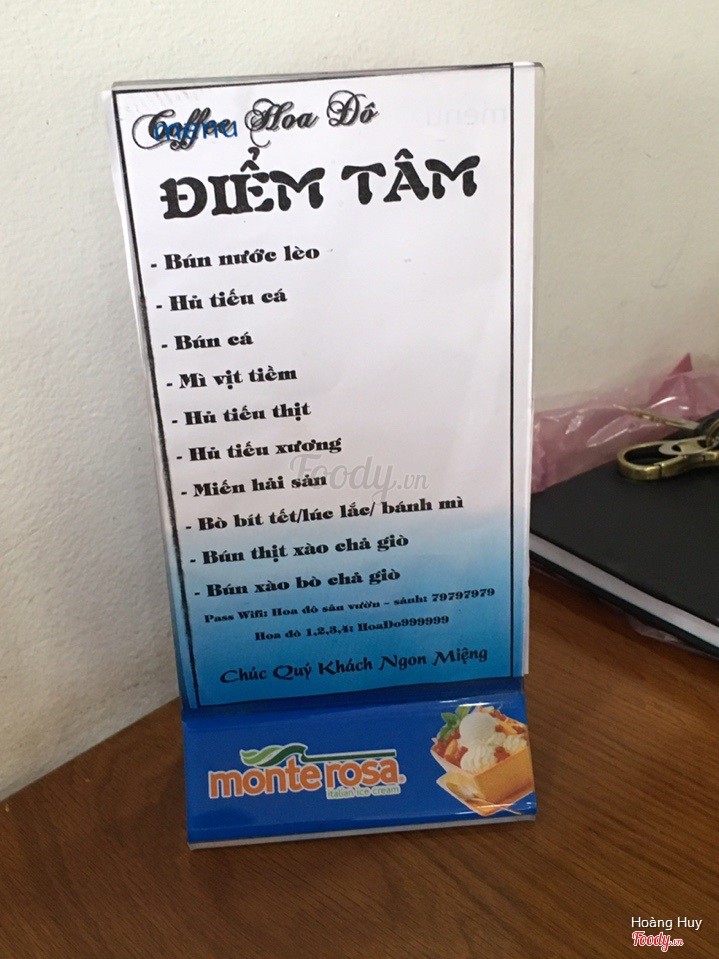 Coffee Hoa Dô
menu
ĐIỂM TÂM
- Bún nước lèo
- Hủ tiếu cá
- Bún cá
- Mì vịt tiềm
- Hủ tiếu thịt
- Hủ tiếu xương
- Miến hải sản
- Bò bít tết/lúc lắc/ bánh mì
- Bún thịt xào chả giò
- Bún xào bò chả giò
Pass Wifi: Hoa đô sân vườn – sảnh: 79797979
Hoa đô 1,2,3,4: HoaDo999999
Chúc Quý Khách Ngon Miệng
monte rosa®
italian ice cream
Foody.vn
Hoàng Huy
Foody.vn